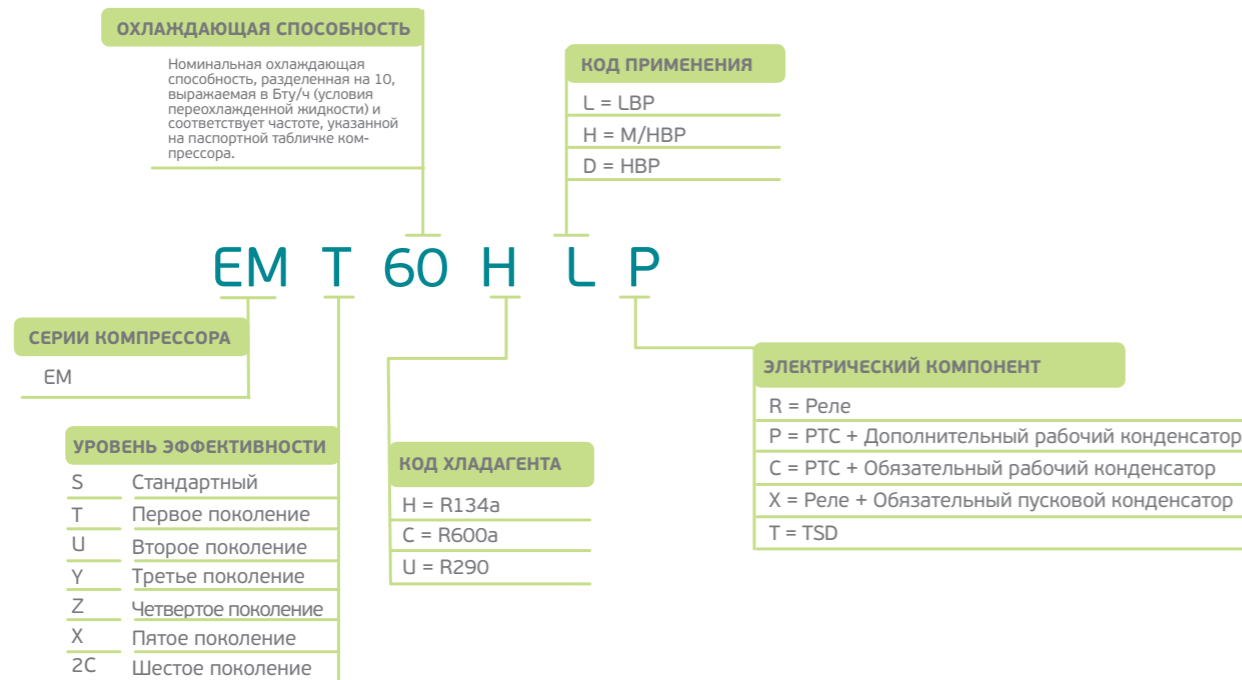 ОХЛАЖДАЮЩАЯ СПОСОБНОСТЬ
Номинальная охлаждающая
способность, разделенная на 10,
выражаемая в Бту/ч (условия
переохлажденной жидкости) и
соответствует частоте, указанной
на паспортной табличке ком-
прессора.
КОД ПРИМЕНЕНИЯ
L = LBP
H = M/HBP
D = HBP
EM T 60 H L P
СЕРИИ КОМПРЕССОРА
EM
УРОВЕНЬ ЭФФЕКТИВНОСТИ
S Стандартный
T Первое поколение
U Второе поколение
Y Третье поколение
Z Четвертое поколение
X Пятое поколение
2C Шестое поколение
КОД ХЛАДАГЕНТА
H = R134a
C = R600a
U = R290
ЭЛЕКТРИЧЕСКИЙ КОМПОНЕНТ
R = Реле
P = PTC + Дополнительный рабочий конденсатор
C = PTC + Обязательный рабочий конденсатор
X = Реле + Обязательный пусковой конденсатор
T = TSD